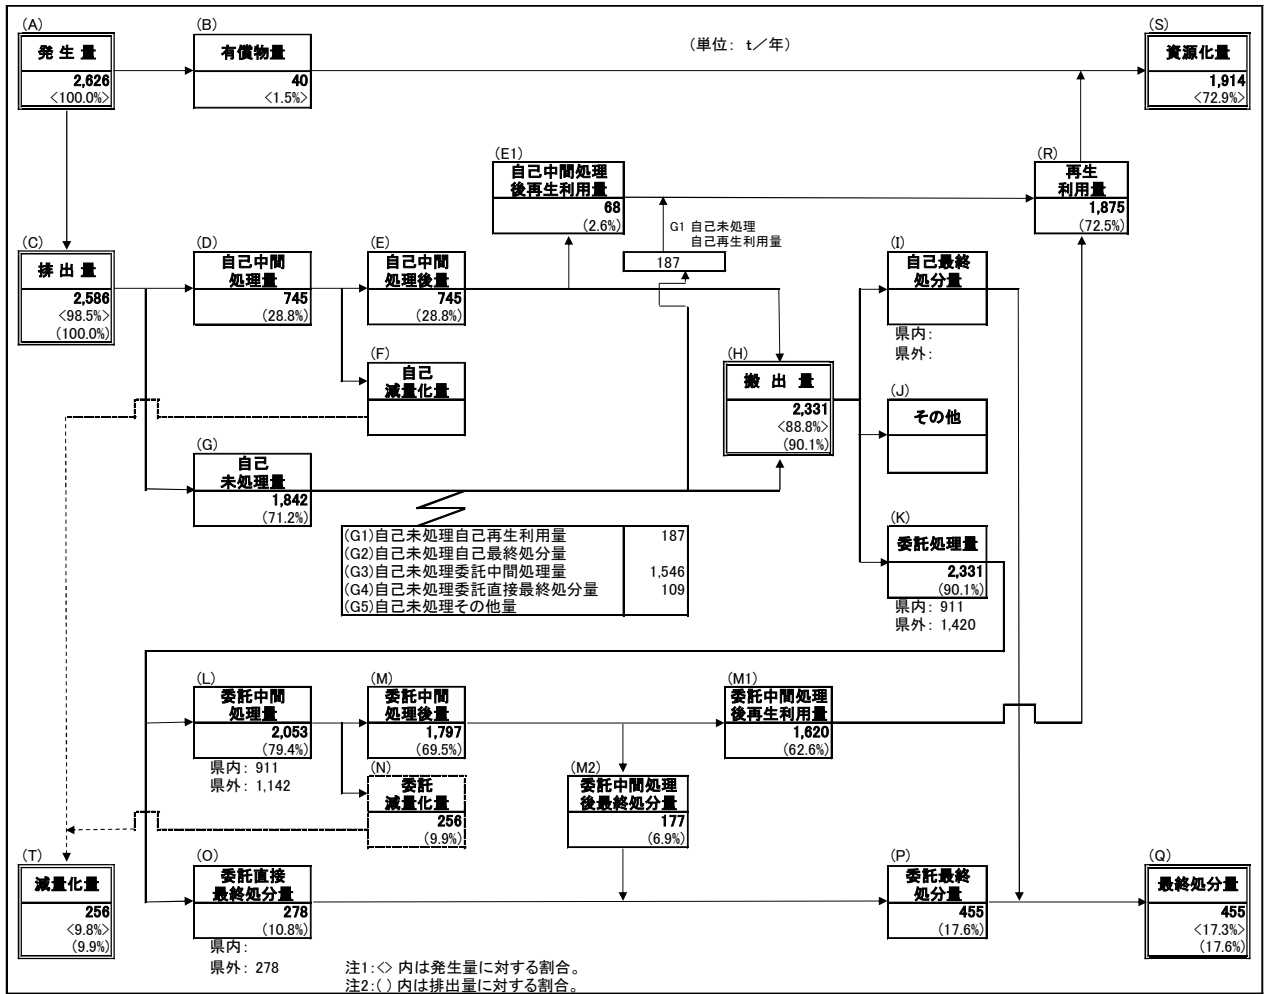 (A)
発 生 量
2,626
<100.0%>
(B)
有償物量
40
<1.5%>
(単位: t/年)
(S)
資源化量
1,914
<72.9%>
(E1)
自己中間処理
後再生利用量
68
(2.6%)
(R)
再生
利用量
1,875
(72.5%)
G1 自己未処理
自己再生利用量
187
(C)
排 出 量
2,586
<98.5%>
(100.0%)
(D)
自己中間
処理量
745
(28.8%)
(E)
自己中間
処理後量
745
(28.8%)
(I)
自己最終
処分量
県内:
県外:
(F)
自己
減量化量
(H)
搬 出 量
2,331
<88.8%>
(90.1%)
(J)
その他
(G)
自己
未処理量
1,842
(71.2%)
(G1)自己未処理自己再生利用量 187
(G2)自己未処理自己最終処分量
(G3)自己未処理委託中間処理量 1,546
(G4)自己未処理委託直接最終処分量 109
(G5)自己未処理その他量
(K)
委託処理量
2,331
(90.1%)
県内: 911
県外: 1,420
(L)
委託中間
処理量
2,053
(79.4%)
県内: 911
県外: 1,142
(M)
委託中間
処理後量
1,797
(69.5%)
(M1)
委託中間処理
後再生利用量
1,620
(62.6%)
(N)
委託
減量化量
256
(9.9%)
(M2)
委託中間処理
後最終処分量
177
(6.9%)
(T)
減量化量
256
<9.8%>
(9.9%)
(O)
委託直接
最終処分量
278
(10.8%)
県内:
県外: 278
(P)
委託最終
処分量
455
(17.6%)
(Q)
最終処分量
455
<17.3%>
(17.6%)
注1:<> 内は発生量に対する割合。
注2:( ) 内は排出量に対する割合。